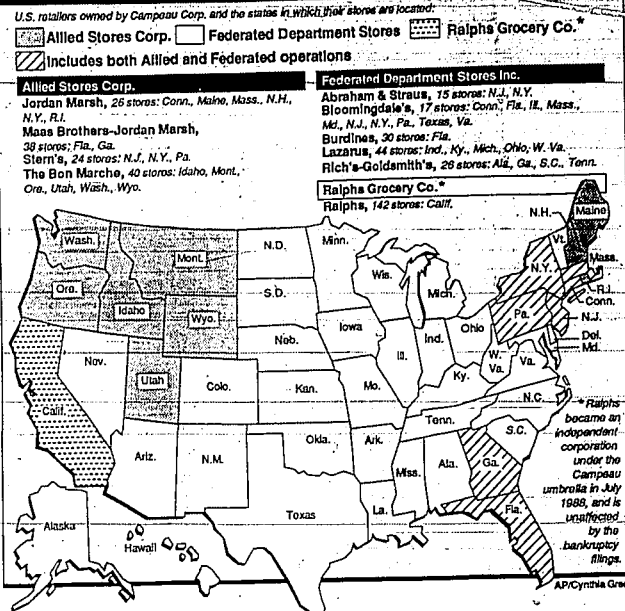 U.S. retailers owned by Campeau Corp. and the states in which their stores are located:
Allied Stores Corp. Federated Department Stores Ralphs Grocery Co.*
Includes both Allied and Federated operations
Allied Stores Corp.
Jordan Marsh, 26 stores: Conn., Maine, Mass., N.H.,
N.Y., R.I.
Maas Brothers-Jordan Marsh,
38 stores: Fla., Ga.
Stern's, 24 stores: N.J., N.Y., Pa.
The Bon Marche, 40 stores: Idaho, Mont.,
Ore., Utah, Wash., Wyo.
Federated Department Stores Inc.
Abraham & Straus, 15 stores: N.J., N.Y.
Bloomingdale's, 17 stores: Conn., Fla., Ill., Mass.,
Md., N.J., N.Y., Pa., Texas, Va.
Burdines, 30 stores: Fla.
Lazarus, 44 stores: Ind., Ky., Mich., Ohio, W. Va.
Rich's-Goldsmith's, 26 stores: Ala., Ga., S.C., Tenn.
Ralphs Grocery Co.*
Ralphs, 142 stores: Calif.
N.H.
Maine
Vt.
Wash.
Mont.
N.D.
Minn.
Mass.
N.Y.
Wis.
Ore.
Idaho
Wyo.
S.D.
Mich.
R.I.
Conn.
Pa.
N.J.
Neb.
Iowa
Ill.
Ind.
Ohio
Del.
Md.
Nev.
Utah
Colo.
Kan.
Mo.
Ky.
W.
Va.
Va.
Calif.
N.C.
Tenn.
Ariz.
N.M.
Okla.
Ark.
S.C.
Miss.
Ala.
Ga.
Texas
La.
Fla.
Alaska
Hawaii
* Ralphs
became an
independent
corporation
under the
Campeau
umbrella in July
1988, and is
unaffected
by the
bankruptcy
filings.
AP/Cynthia